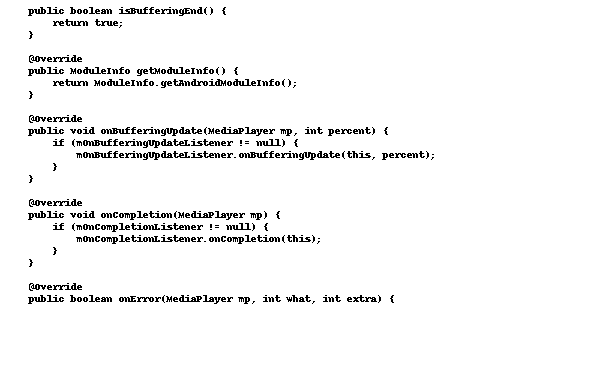 public boolean isBufferingEnd() {
return true;
}
@Override
public ModuleInfo getModuleInfo() {
return ModuleInfo.getAndroidModuleInfo();
}
@Override
public void onBufferingUpdate(MediaPlayer mp, int percent) {
if (mOnBufferingUpdateListener != null) {
mOnBufferingUpdateListener.onBufferingUpdate(this, percent);
}
}
@Override
public void onCompletion(MediaPlayer mp) {
if (mOnCompletionListener != null) {
mOnCompletionListener.onCompletion(this);
}
}
@Override
public boolean onError(MediaPlayer mp, int what, int extra) {